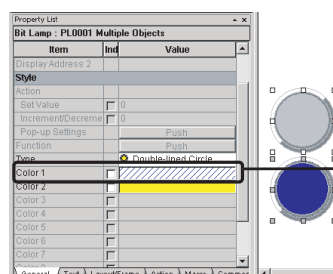 Property List
Bit Lamp : PL0001 Multiple Objects
Item Ind Value
Display Address 2
Style
Action
Set Value 0
Increment/Decreme 0
Pop-up Settings Push
Function Push
Type Double-lined Circle
Color 1
Color 2
Color 3
Color 4
Color 5
Color 6
Color 7
General Text Layout/Frame Action Macro Commen